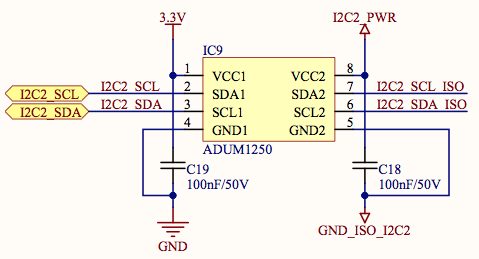 3.3V
I2C2_PWR
IC9
1 VCC1 VCC2 8
I2C2_SCL I2C2_SCL 2 SDA1 SDA2 7 I2C2_SCL_ISO
I2C2_SDA I2C2_SDA 3 SCL1 SCL2 6 I2C2_SDA_ISO
4 GND1 GND2 5
ADUM1250
C19
100nF/50V
C18
100nF/50V
GND
GND_ISO_I2C2